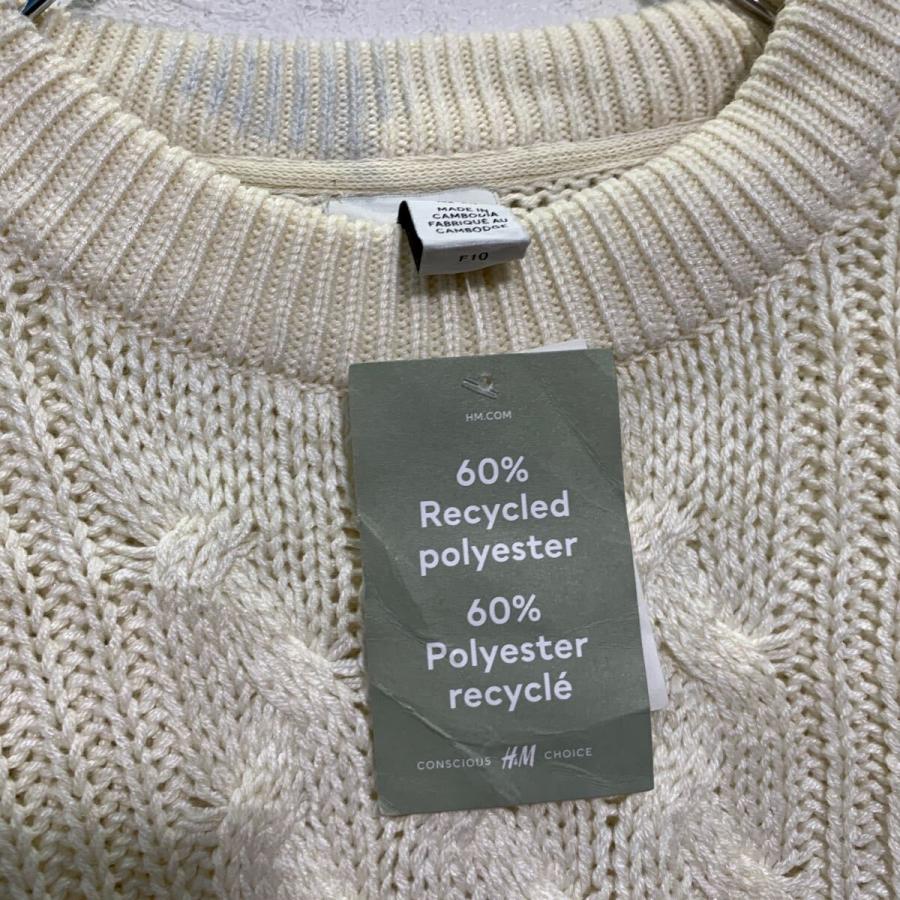 MADE IN
CAMBODIA
FABRIQUÉ AU
CAMBODGE
F10
HM.COM
60%
Recycled
polyester
60%
Polyester
recyclé
CONSCIOUS H&M CHOICE